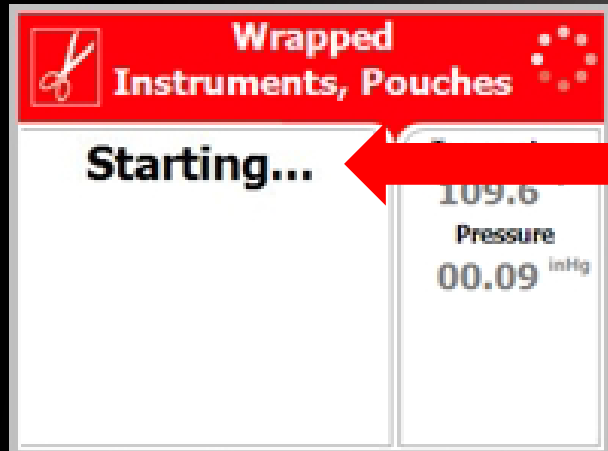 Wrapped
Instruments, Pouches
Starting...
109.6
Pressure
00.09 inHg